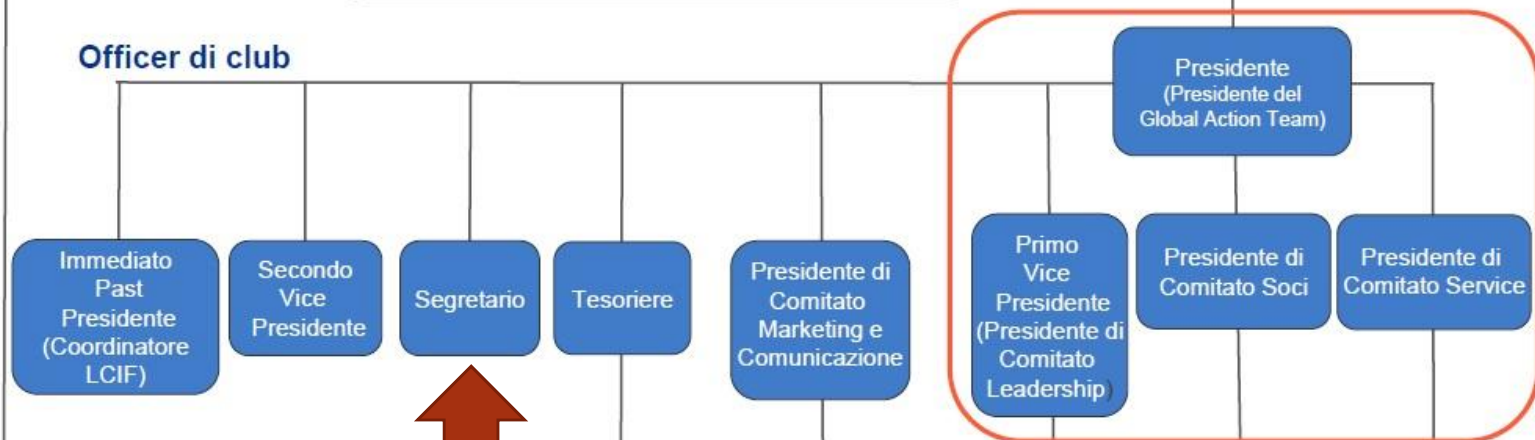 Officer di club
Presidente
(Presidente del
Global Action Team)
Immediato
Past
Presidente
(Coordinatore
LCIF)
Secondo
Vice
Presidente
Segretario
Tesoriere
Presidente di
Comitato
Marketing e
Comunicazione
Primo
Vice
Presidente
(Presidente di
Comitato
Leadership)
Presidente di
Comitato Soci
Presidente di
Comitato Service